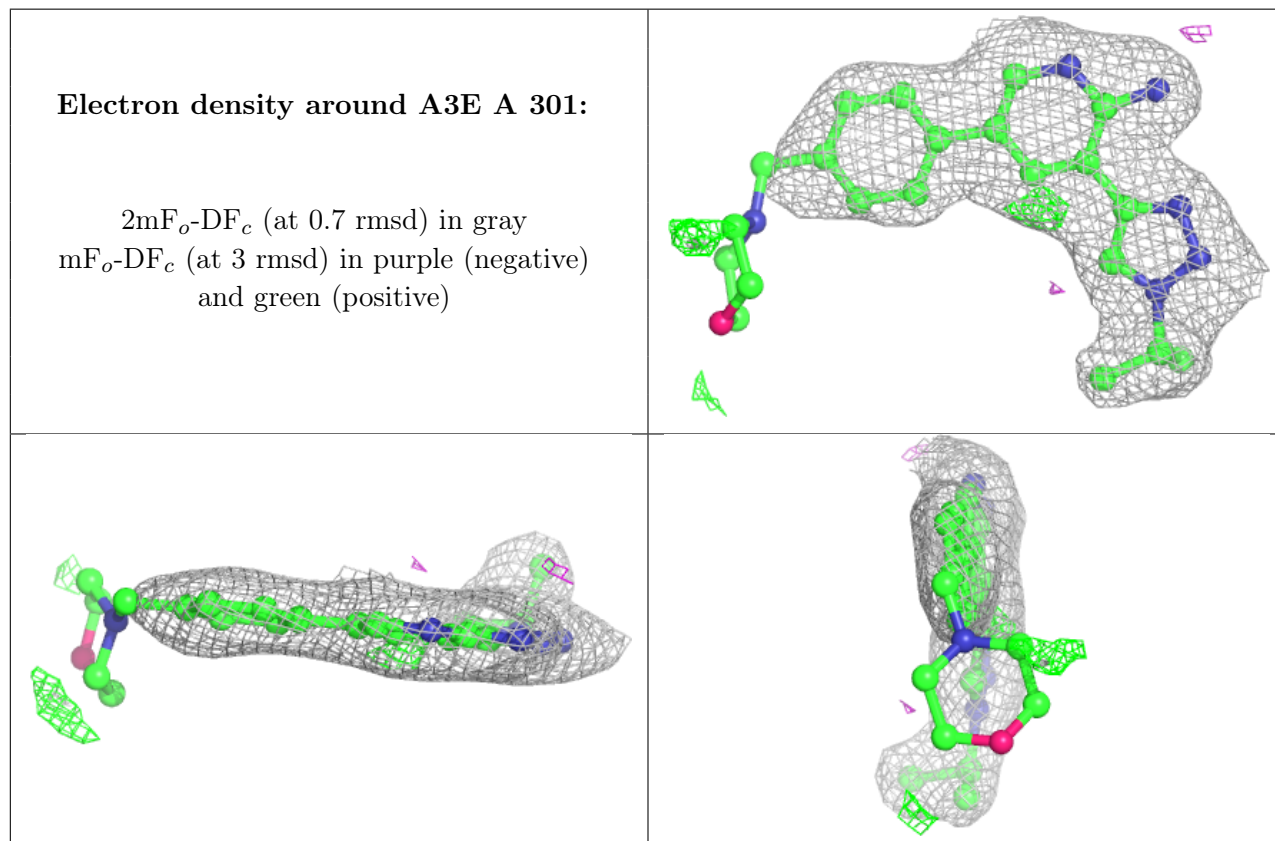 Electron density around A3E A 301:
2mFo-DFc (at 0.7 rmsd) in gray
mFo-DFc (at 3 rmsd) in purple (negative)
and green (positive)